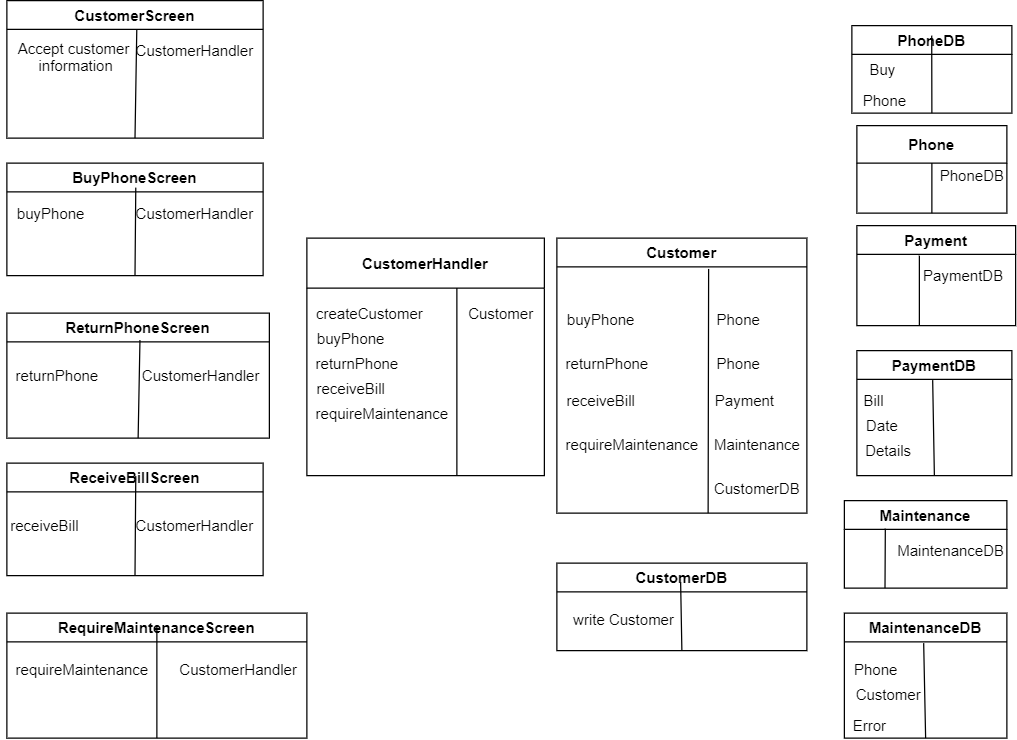 CustomerScreen
Accept customer
information
CustomerHandler
BuyPhoneScreen
buyPhone
CustomerHandler
ReturnPhoneScreen
returnPhone
CustomerHandler
ReceiveBillScreen
receiveBill
CustomerHandler
RequireMaintenanceScreen
requireMaintenance
CustomerHandler
CustomerHandler
createCustomer
buyPhone
returnPhone
receiveBill
requireMaintenance
Customer
Customer
buyPhone
Phone
returnPhone
Phone
receiveBill
Payment
requireMaintenance
Maintenance
CustomerDB
CustomerDB
write Customer
PhoneDB
Buy
Phone
Phone
PhoneDB
Payment
PaymentDB
PaymentDB
Bill
Date
Details
Maintenance
MaintenanceDB
MaintenanceDB
Phone
Customer
Error